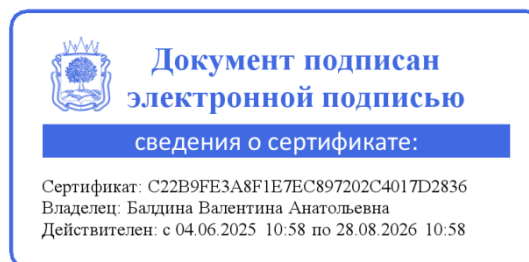 Документ подписан
электронной подписью
сведения о сертификате:
Сертификат: C22B9FE3A8F1E7EC897202C4017D2836
Владелец: Балдина Валентина Анатольевна
Действителен: с 04.06.2025 10:58 по 28.08.2026 10:58